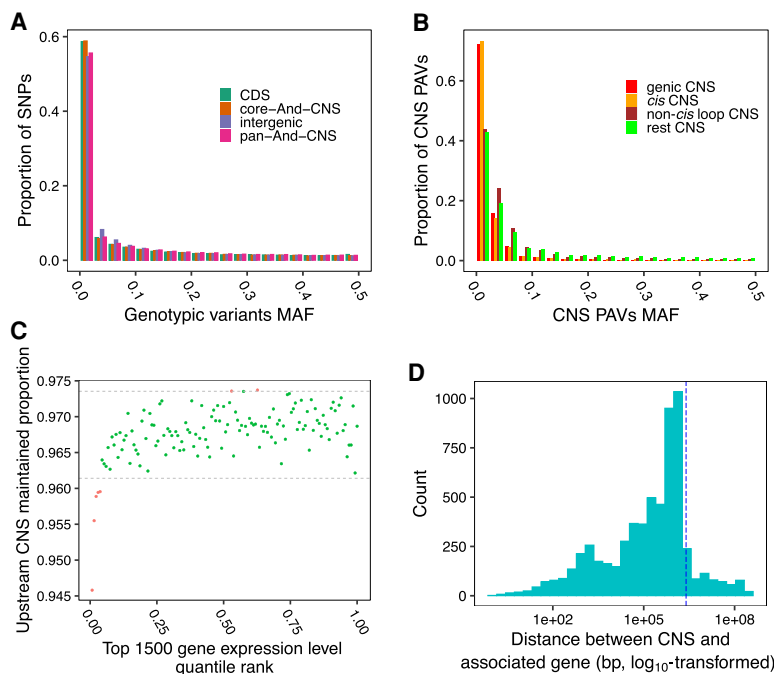 A
Proportion of SNPs
0.6
0.4
0.2
0.0
CDS
core-And-CNS
intergenic
pan-And-CNS
0.0
0.1
0.2
0.3
0.4
0.5
Genotypic variants MAF
B
Proportion of CNS PAVs
0.6
0.4
0.2
0.0
genic CNS
cis CNS
non-cis loop CNS
rest CNS
0.0
0.1
0.2
0.3
0.4
0.5
CNS PAVs MAF
C
Upstream CNS maintained proportion
0.975
0.970
0.965
0.960
0.955
0.950
0.945
0.00
0.25
0.50
0.75
1.00
Top 1500 gene expression level
quantile rank
D
Count
1000
750
500
250
0
1e+02
1e+05
1e+08
Distance between CNS and
associated gene (bp, log10-transformed)